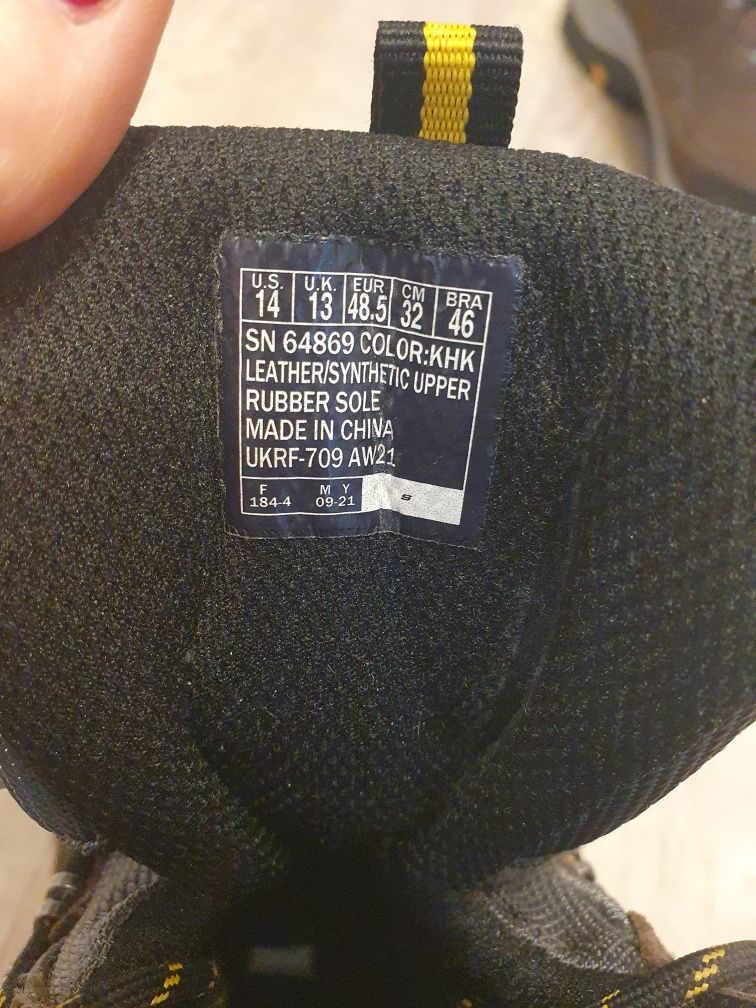 U.S. U.K. EUR CM BRA
14 13 48.5 32 46
SN 64869 COLOR:KHK
LEATHER/SYNTHETIC UPPER
RUBBER SOLE
MADE IN CHINA
UKRF-709 AW21
F M Y
184-4 09-21 S